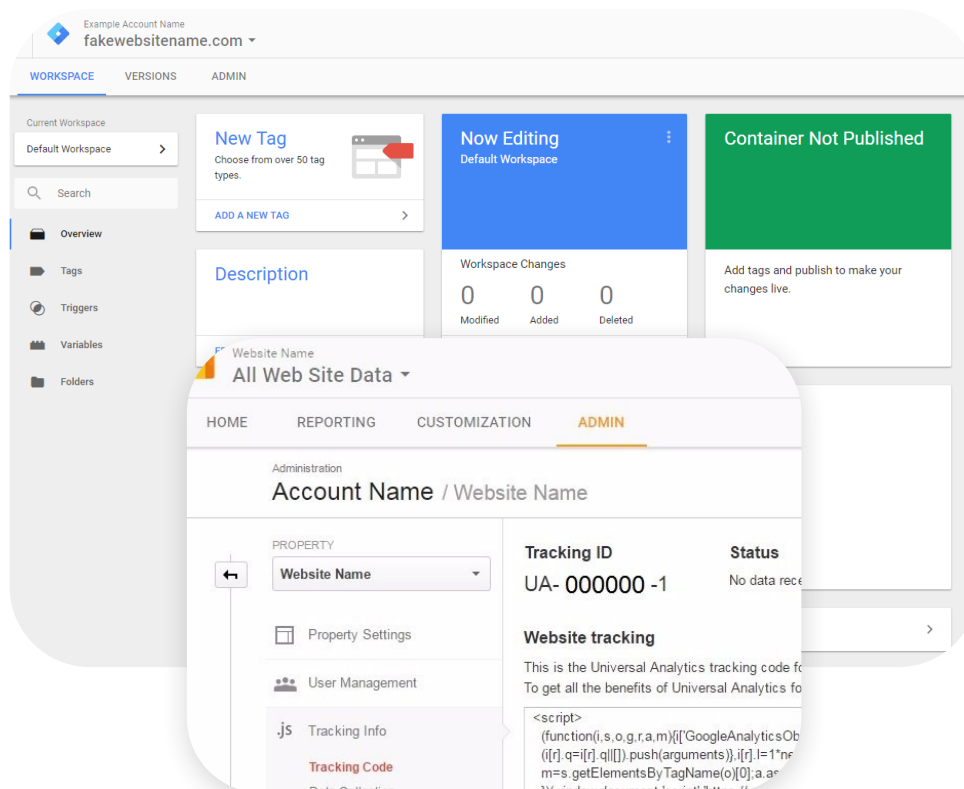 Example Account Name
fakewebsitename.com
WORKSPACE VERSIONS ADMIN
Current Workspace
Default Workspace
Search
Overview
Tags
Triggers
Variables
Folders
New Tag
Choose from over 50 tag
types.
ADD A NEW TAG
Description
Now Editing
Default Workspace
Workspace Changes
0 0 0
Modified Added Deleted
Container Not Published
Add tags and publish to make your
changes live.
Website Name
All Web Site Data
HOME REPORTING CUSTOMIZATION ADMIN
Administration
Account Name / Website Name
PROPERTY
Website Name
Property Settings
User Management
.js Tracking Info
Tracking Code
Tracking ID
UA- 000000 -1
Status
No data rece
Website tracking
This is the Universal Analytics tracking code fo
To get all the benefits of Universal Analytics fo
<script>
(function(i,s,o,g,r,a,m){i['GoogleAnalyticsOb
(i[r].q=i[r].q||[]).push(arguments)},i[r].l=1*ne
m=s.getElementsByTagName(o)[0];a.as